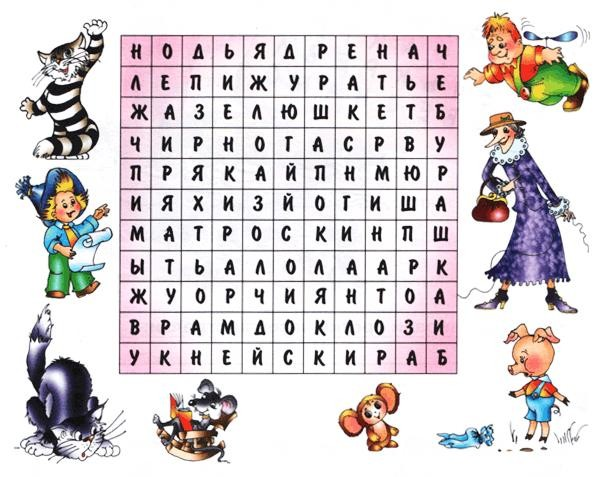 Н О Д Ь Я Д Р Е Н А Ч
Л Е П И Ж У Р А Т Ь Е
Ж А З Е Л Ю Ш К Е Т Б
Ч И Р Н О Г А С Р В У
П Р Я К А Й П Н М Ю Р
И Я Х И З Й О Г И Ш А
М А Т Р О С К И Н П Ш
Ы Т Ь А Л О Л А А Р К
Ж У О Р Ч И Я Н Т О А
В Р А М Д О К Л О З И
У К Н Е Й С К И Р А Б